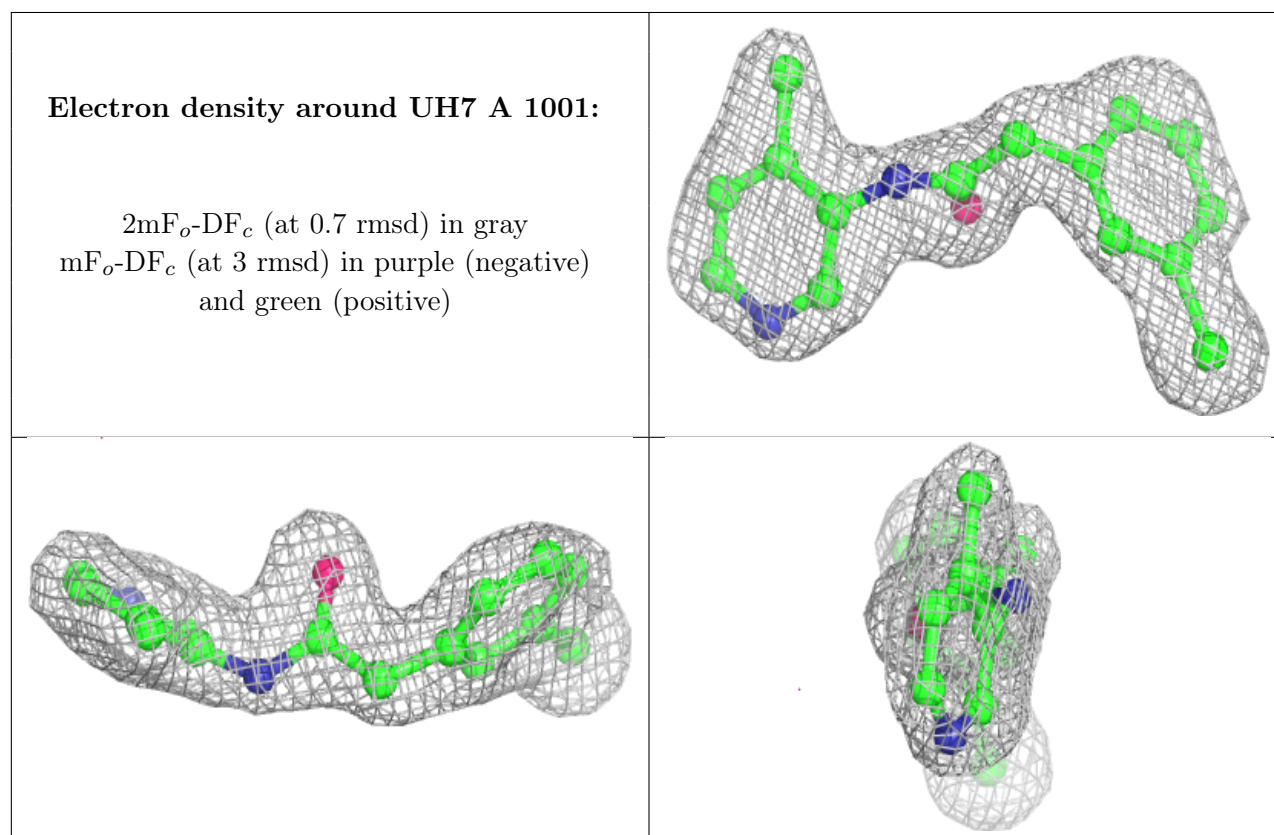 Electron density around UH7 A 1001:
2mFo-DFc (at 0.7 rmsd) in gray
mFo-DFc (at 3 rmsd) in purple (negative)
and green (positive)